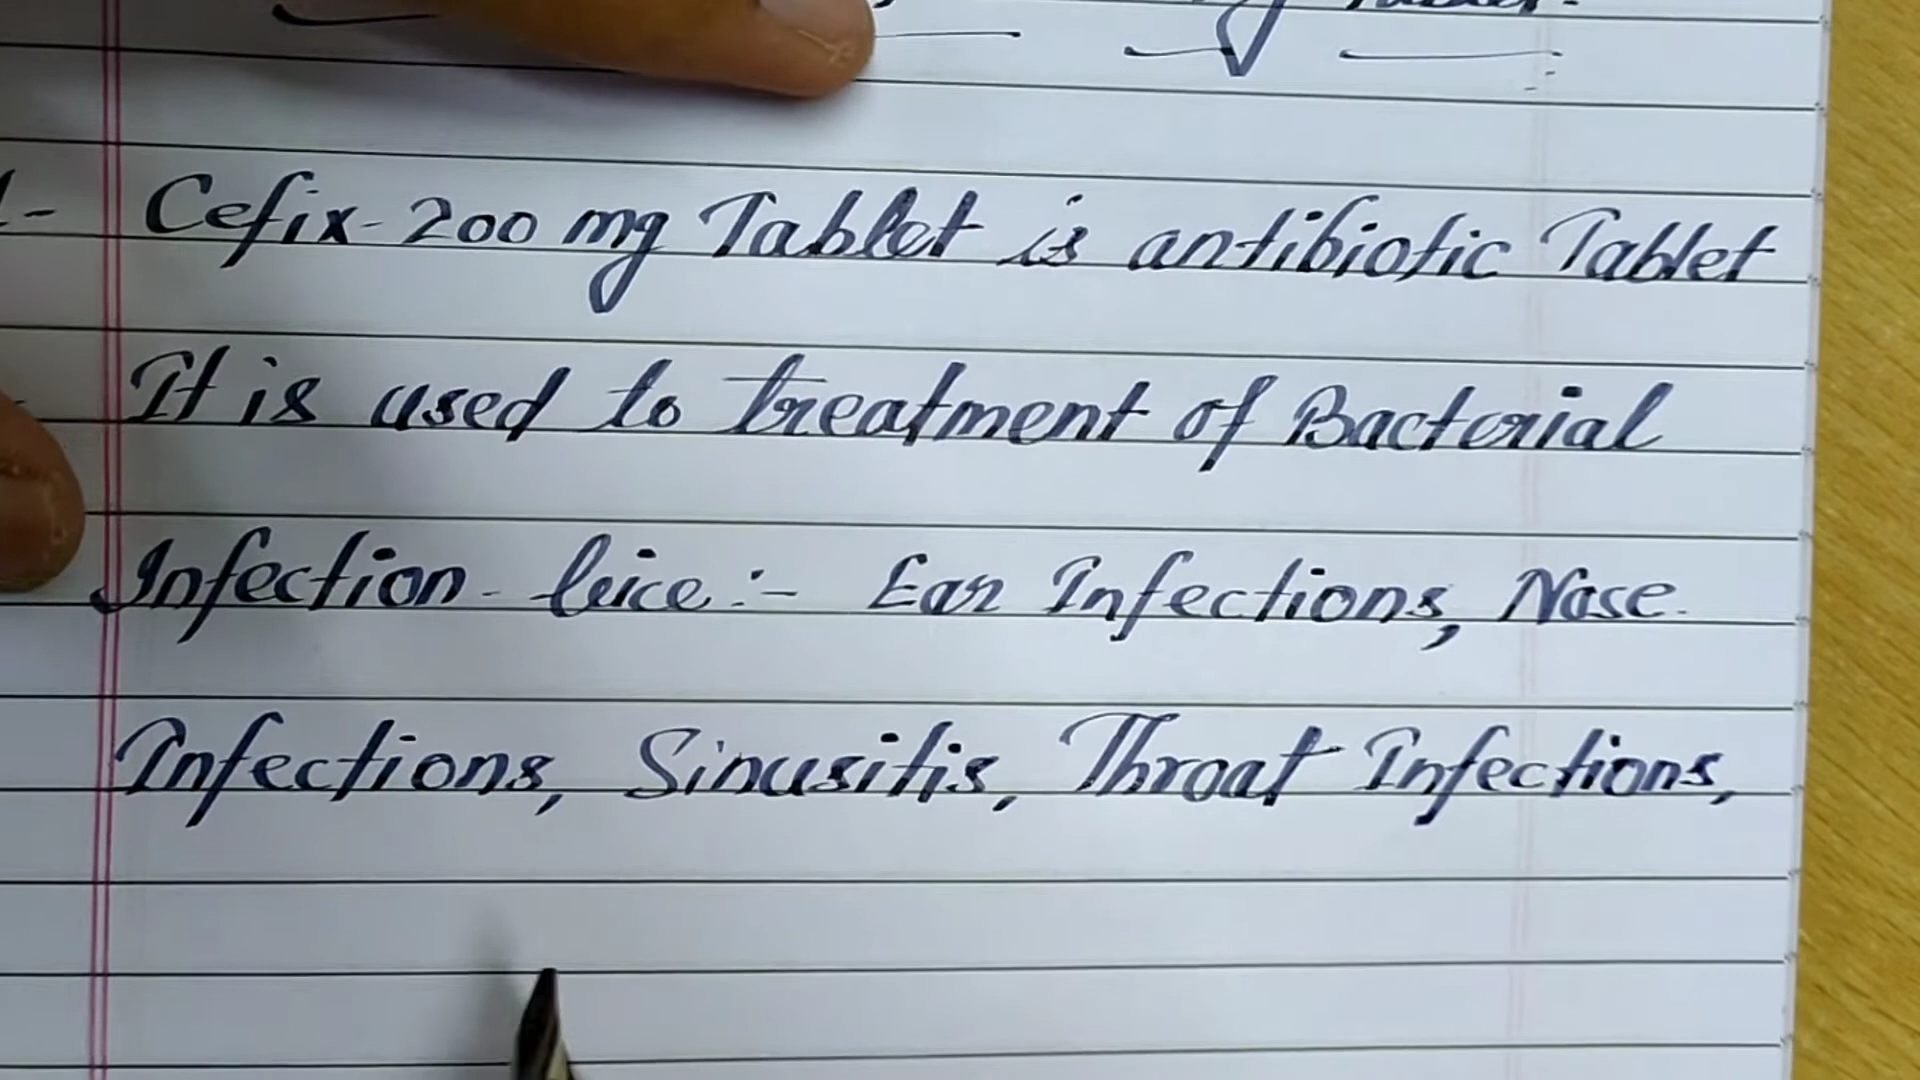 1- Cefix-200 mg Tablet is antibiotic Tablet
It is used to treatment of Bacterial
Infection - leice :- Ear Infections, Nose.
Infections, Sinusitis, Throat Infections,